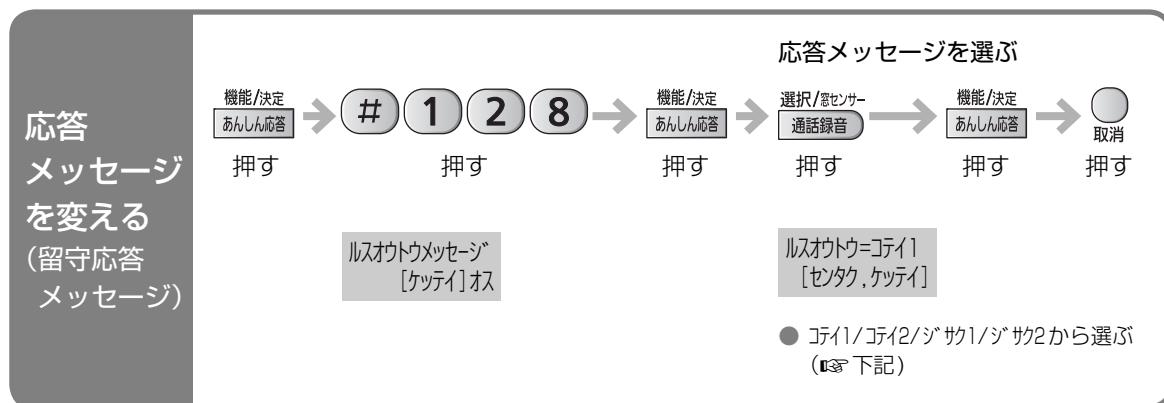 応答
メッセージ
を変える
(留守応答
メッセージ)
応答メッセージを選ぶ
機能/決定
あんしん応答
押す
# 1 2 8
押す
機能/決定
あんしん応答
押す
選択/窓センサー
通話録音
押す
機能/決定
あんしん応答
押す
取消
押す
ルスオウトウメッセージ
[ケッテイ]オス
ルスオウトウ=コテイ1
[センタク,ケッテイ]
● コテイ1/コテイ2/ジサク1/ジサク2から選ぶ
(☞下記)